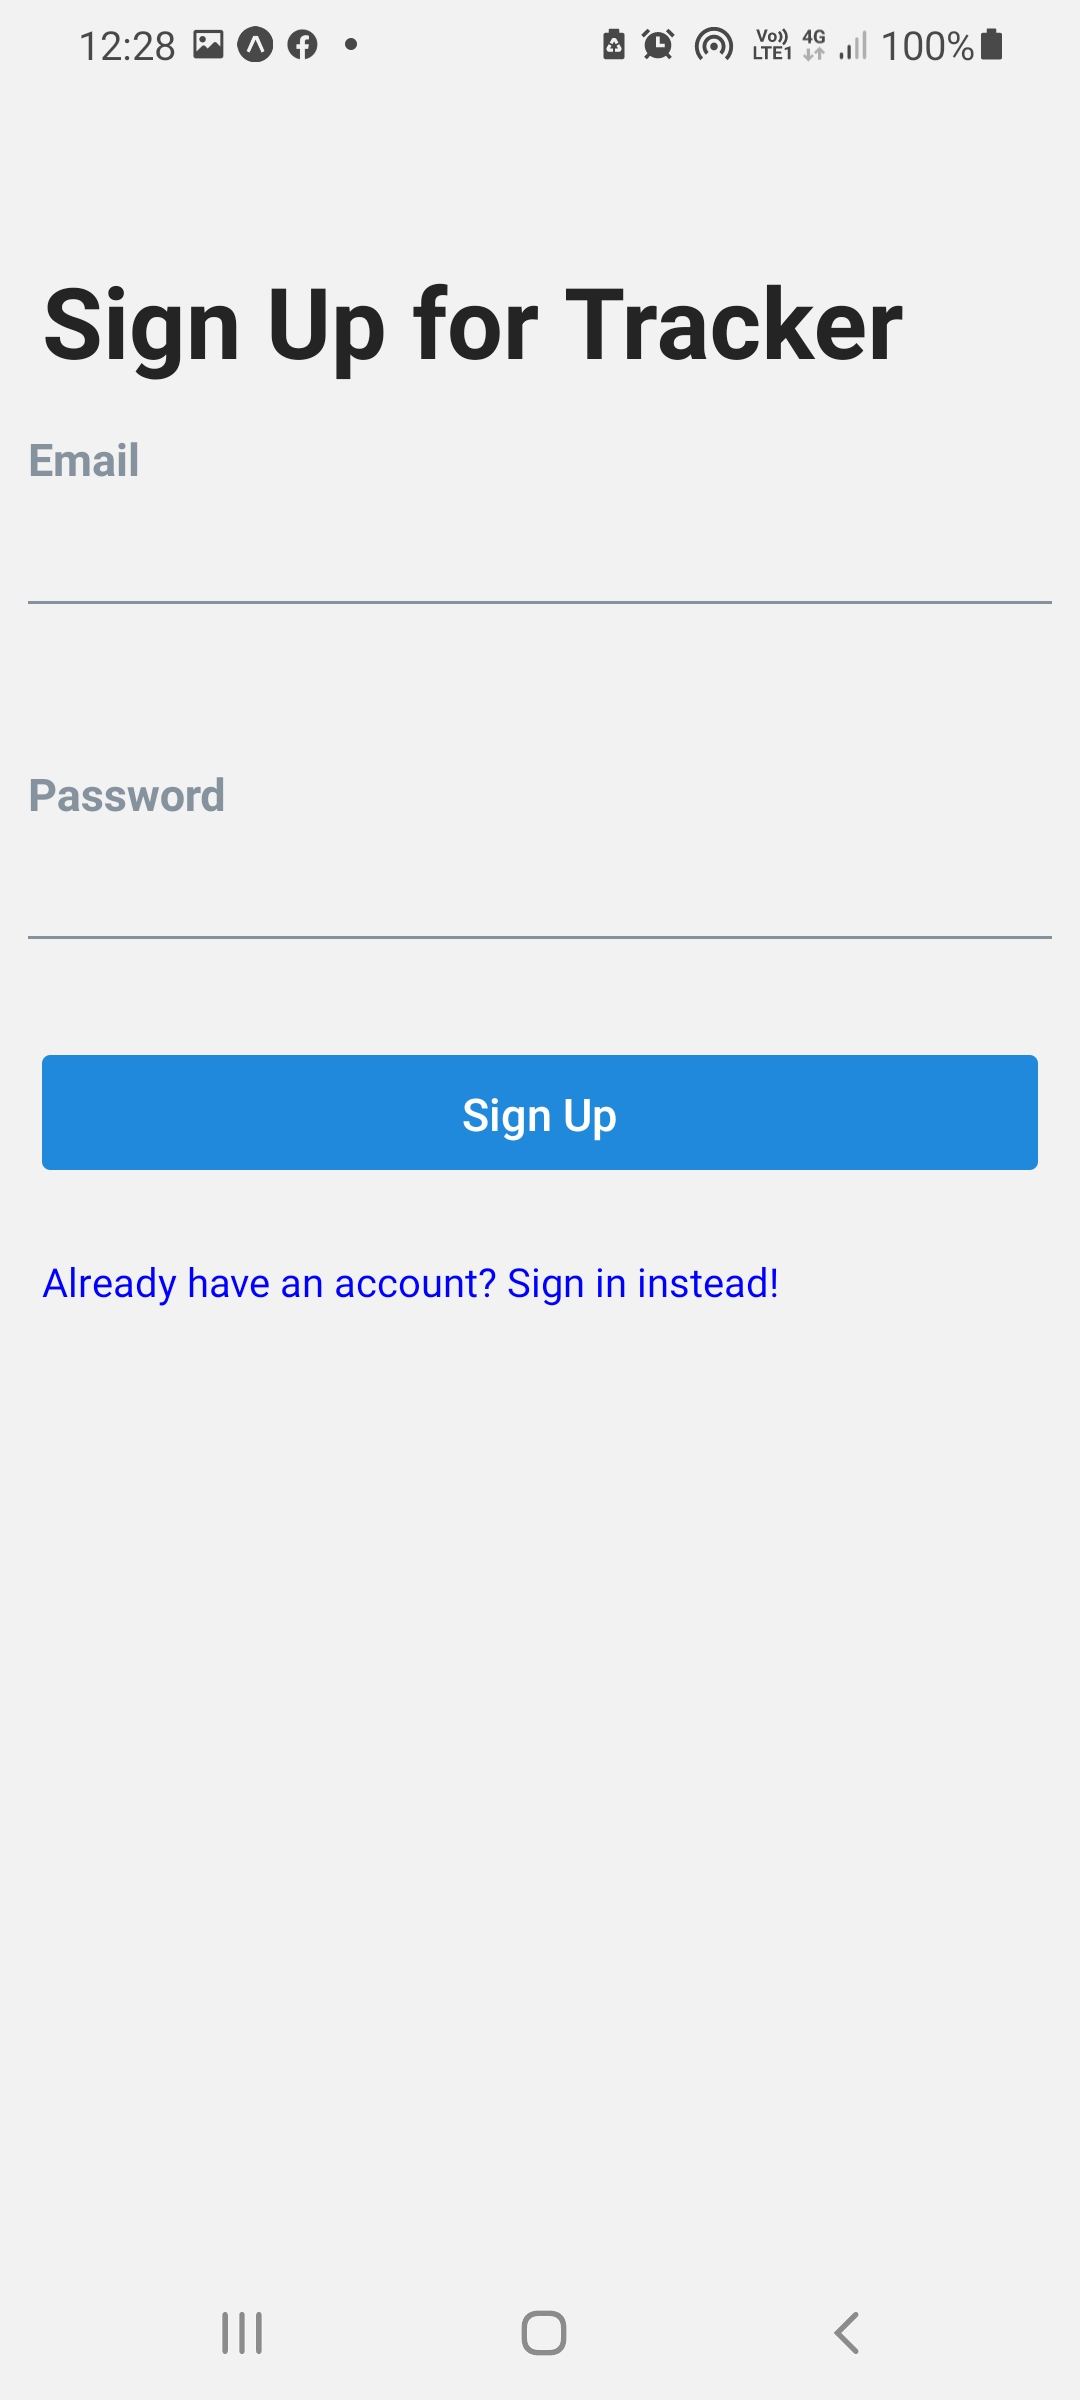 12:28 Vo)) LTE1 4G 100%
Sign Up for Tracker
Email
Password
Sign Up
Already have an account? Sign in instead!